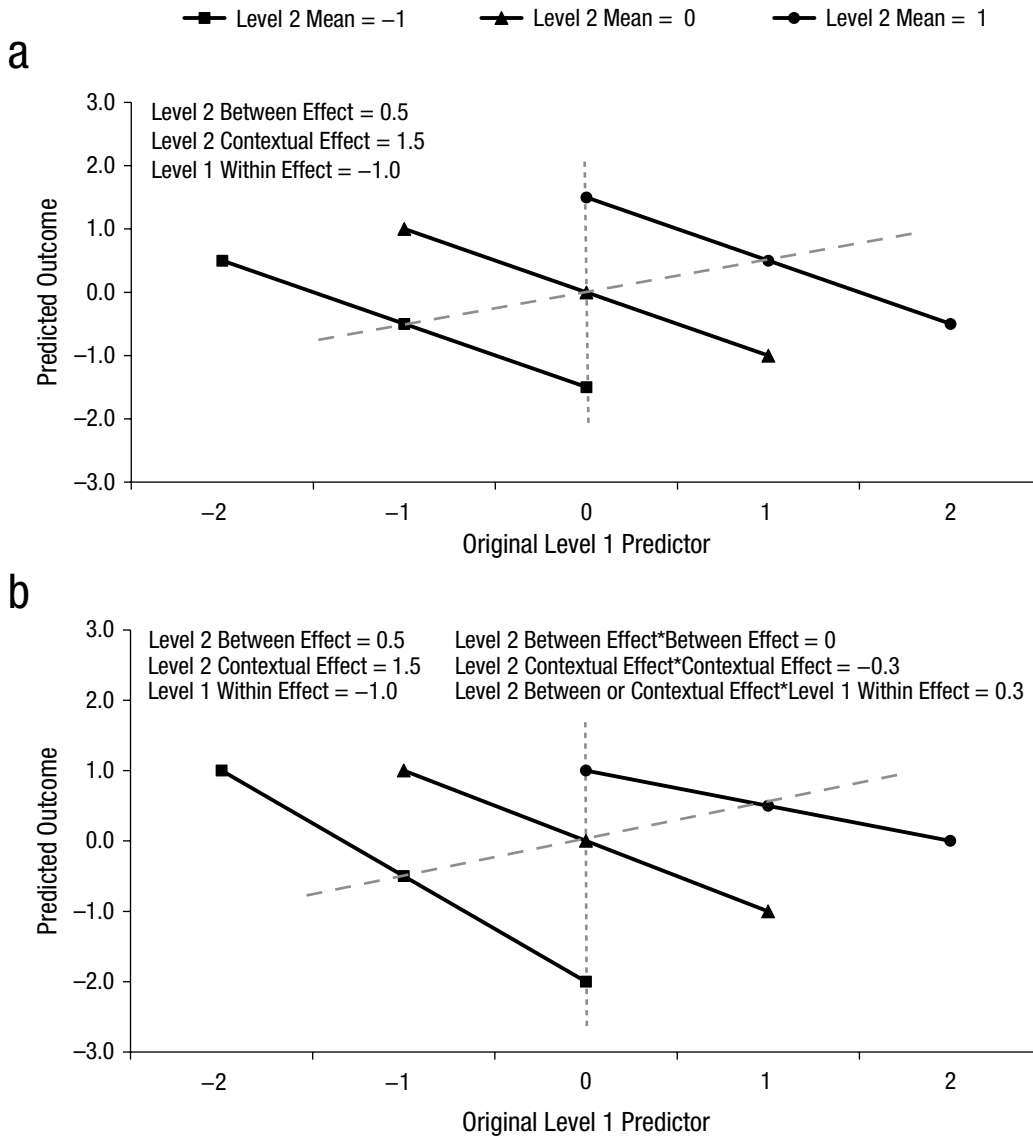 Level 2 Mean = −1 Level 2 Mean = 0 Level 2 Mean = 1
a
Level 2 Between Effect = 0.5
Level 2 Contextual Effect = 1.5
Level 1 Within Effect = −1.0
Predicted Outcome
3.0
2.0
1.0
0.0
−1.0
−2.0
−3.0
−2 −1 0 1 2
Original Level 1 Predictor
b
Level 2 Between Effect = 0.5 Level 2 Between Effect*Between Effect = 0
Level 2 Contextual Effect = 1.5 Level 2 Contextual Effect*Contextual Effect = −0.3
Level 1 Within Effect = −1.0 Level 2 Between or Contextual Effect*Level 1 Within Effect = 0.3
Predicted Outcome
3.0
2.0
1.0
0.0
−1.0
−2.0
−3.0
−2 −1 0 1 2
Original Level 1 Predictor